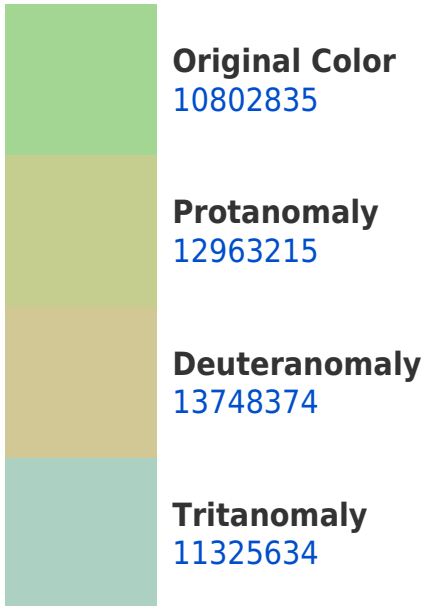 Original Color
10802835
Protanomaly
12963215
Deuteranomaly
13748374
Tritanomaly
11325634